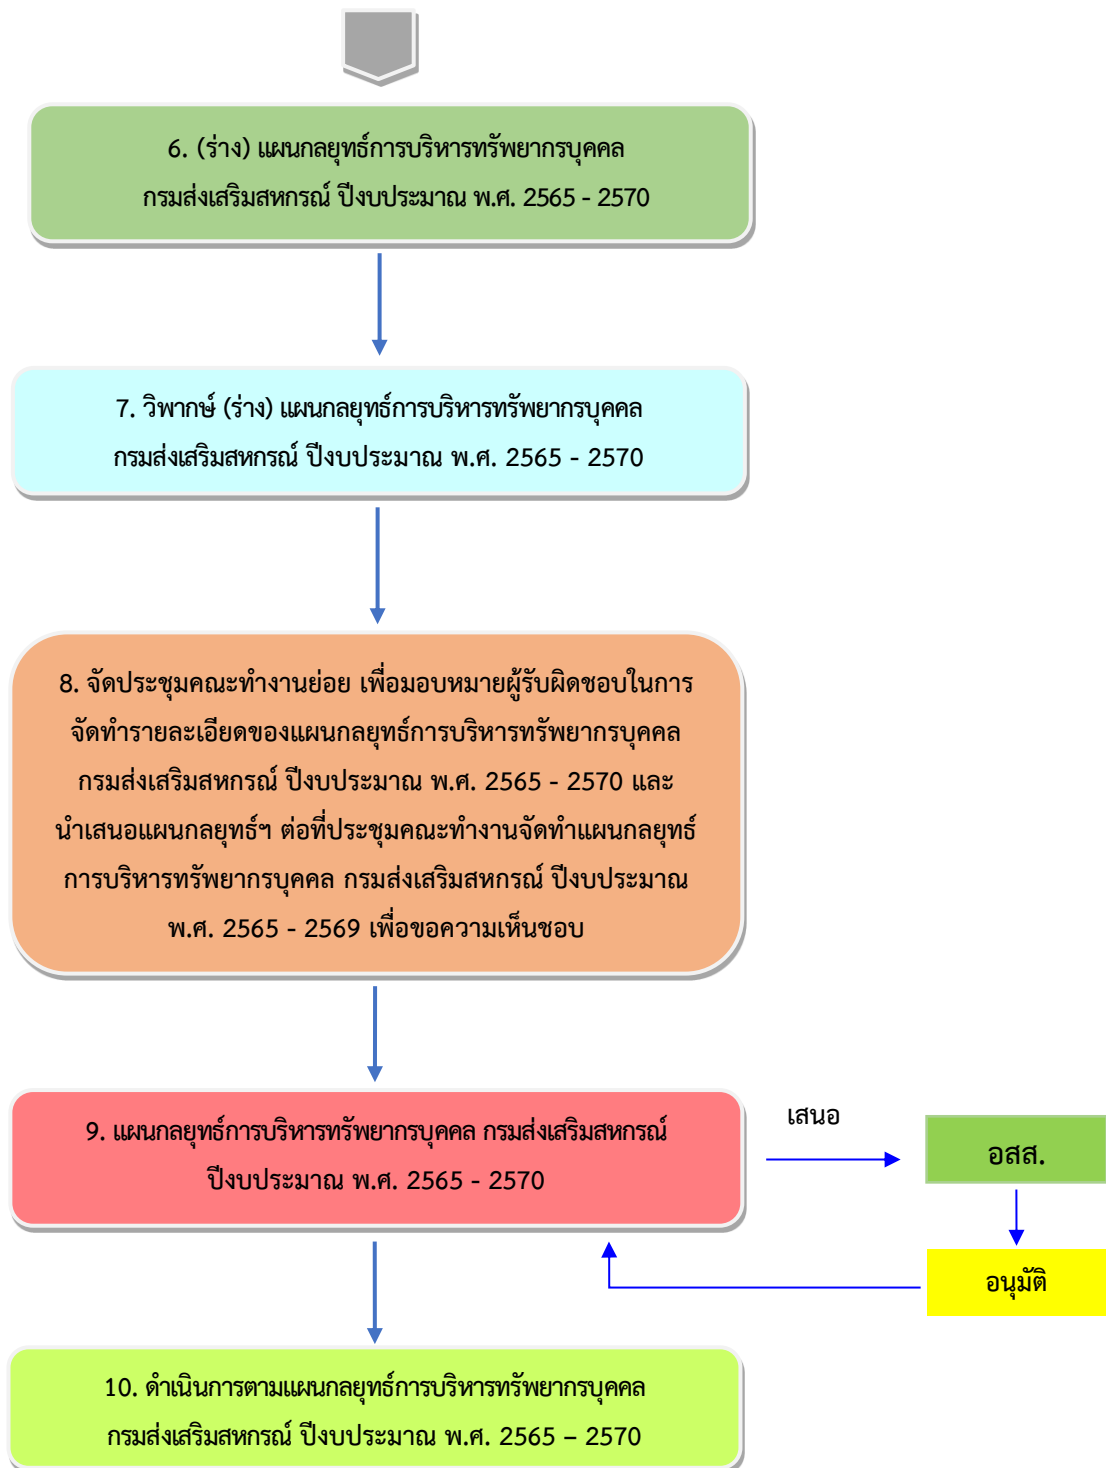 6. (ร่าง) แผนกลยุทธ์การบริหารทรัพยากรบุคคล
กรมส่งเสริมสหกรณ์ ปีงบประมาณ พ.ศ. 2565 - 2570
7. วิพากษ์ (ร่าง) แผนกลยุทธ์การบริหารทรัพยากรบุคคล
กรมส่งเสริมสหกรณ์ ปีงบประมาณ พ.ศ. 2565 - 2570
8. จัดประชุมคณะทำงานย่อย เพื่อมอบหมายผู้รับผิดชอบในการ
จัดทำรายละเอียดของแผนกลยุทธ์การบริหารทรัพยากรบุคคล
กรมส่งเสริมสหกรณ์ ปีงบประมาณ พ.ศ. 2565 - 2570 และ
นำเสนอแผนกลยุทธ์ฯ ต่อที่ประชุมคณะทำงานจัดทำแผนกลยุทธ์
การบริหารทรัพยากรบุคคล กรมส่งเสริมสหกรณ์ ปีงบประมาณ
พ.ศ. 2565 - 2569 เพื่อขอความเห็นชอบ
9. แผนกลยุทธ์การบริหารทรัพยากรบุคคล กรมส่งเสริมสหกรณ์
ปีงบประมาณ พ.ศ. 2565 - 2570
เสนอ
อสส.
อนุมัติ
10. ดำเนินการตามแผนกลยุทธ์การบริหารทรัพยากรบุคคล
กรมส่งเสริมสหกรณ์ ปีงบประมาณ พ.ศ. 2565 – 2570